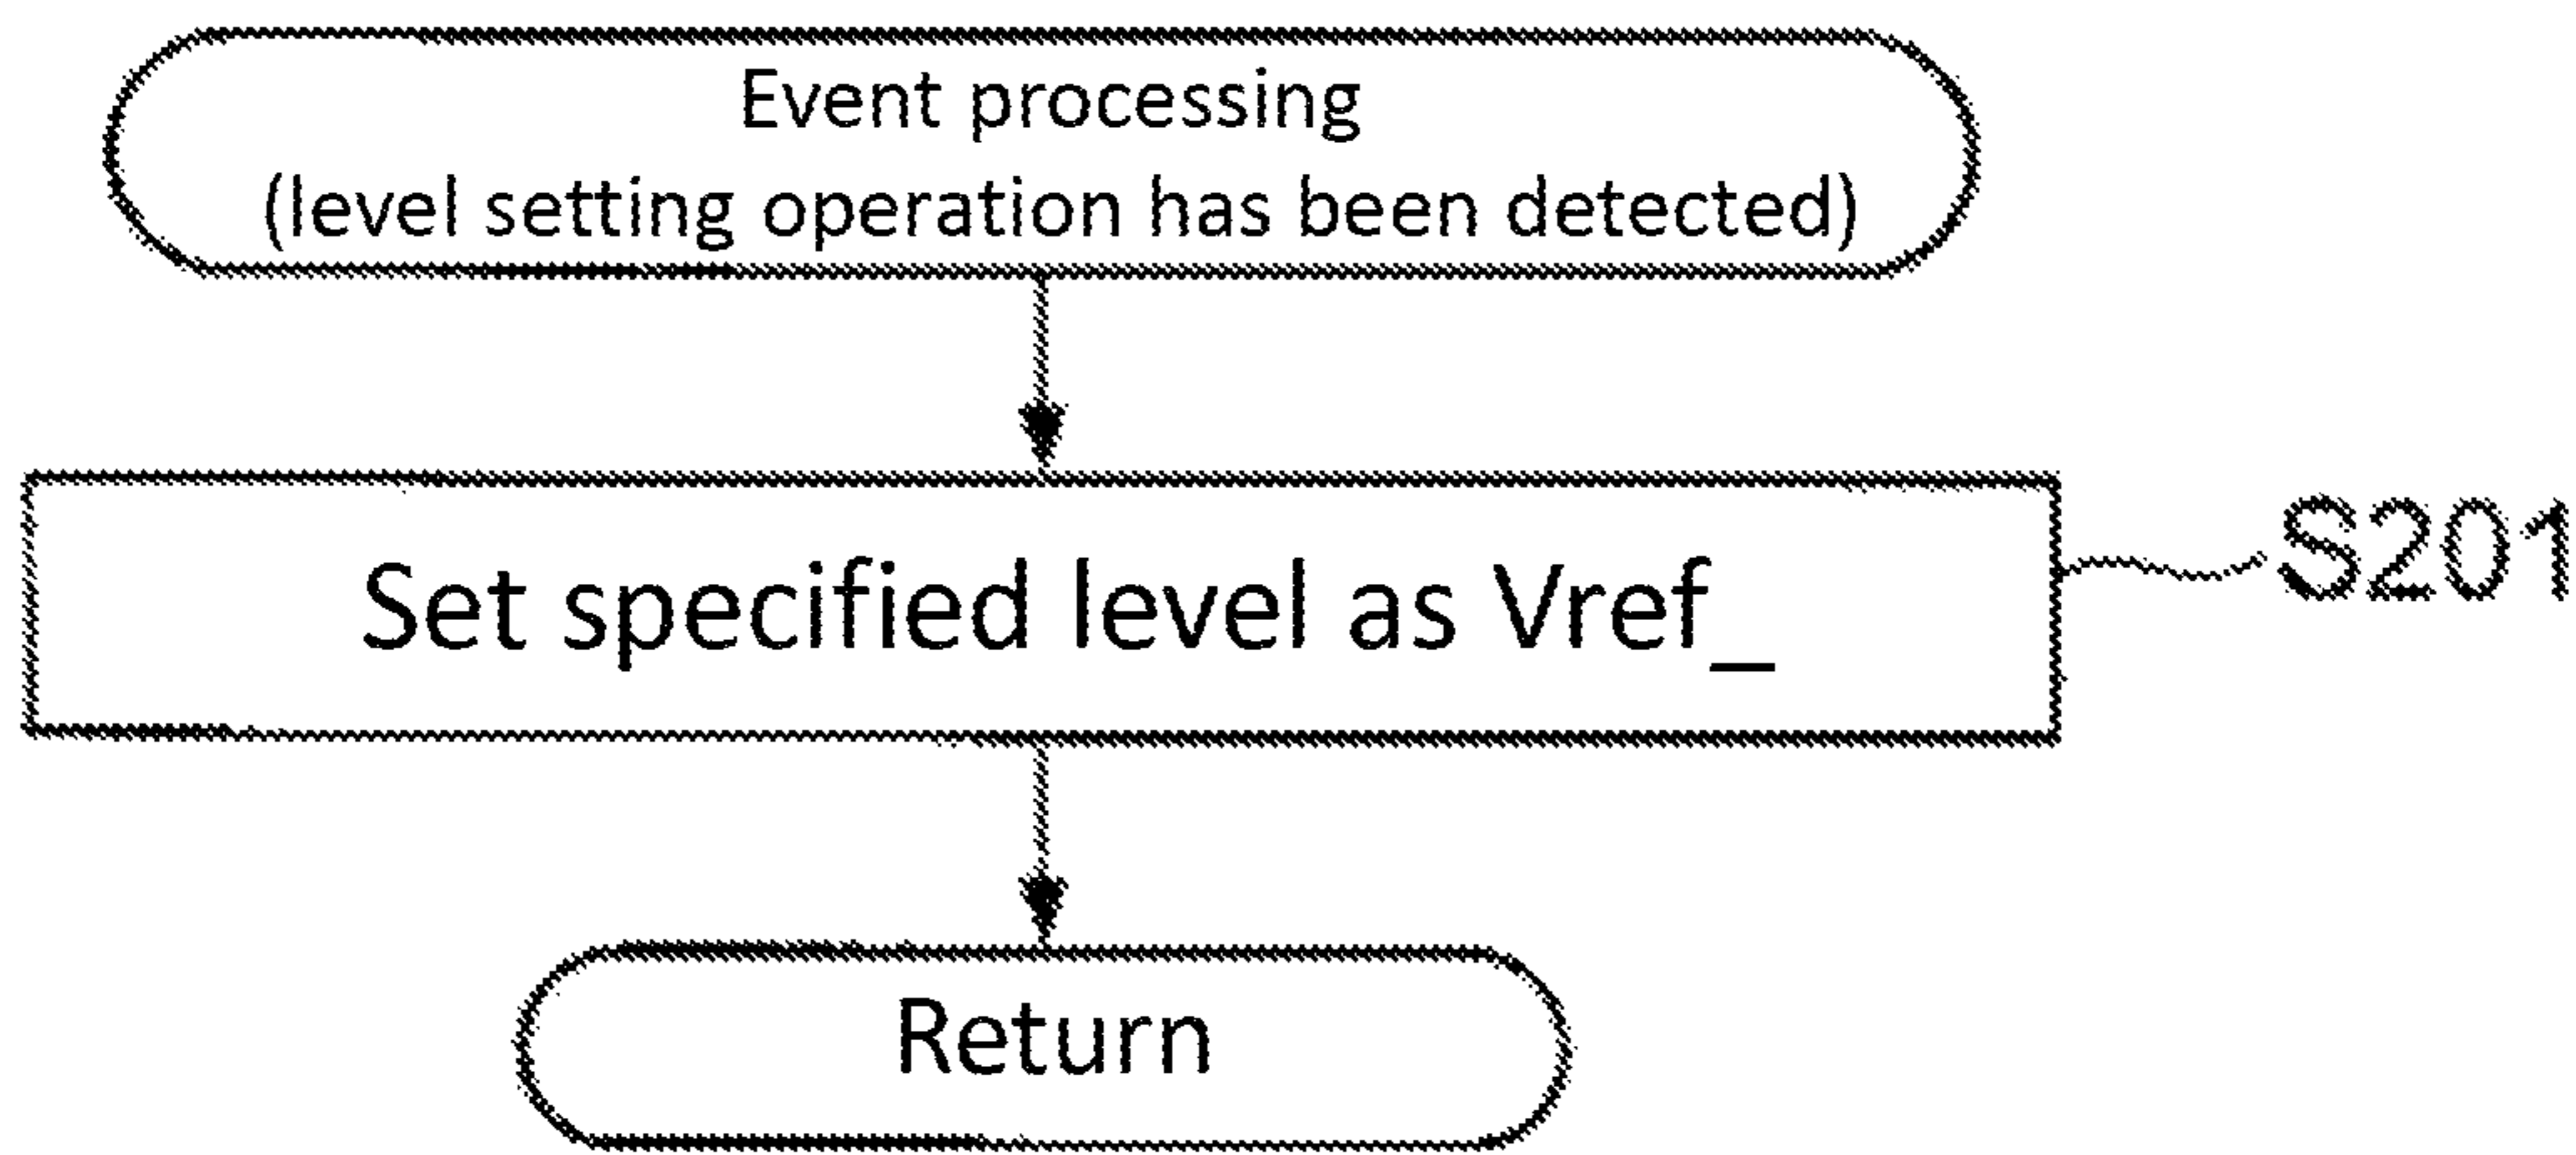 Event processing
(level setting operation has been detected)
Set specified level as Vref_
S201
Return